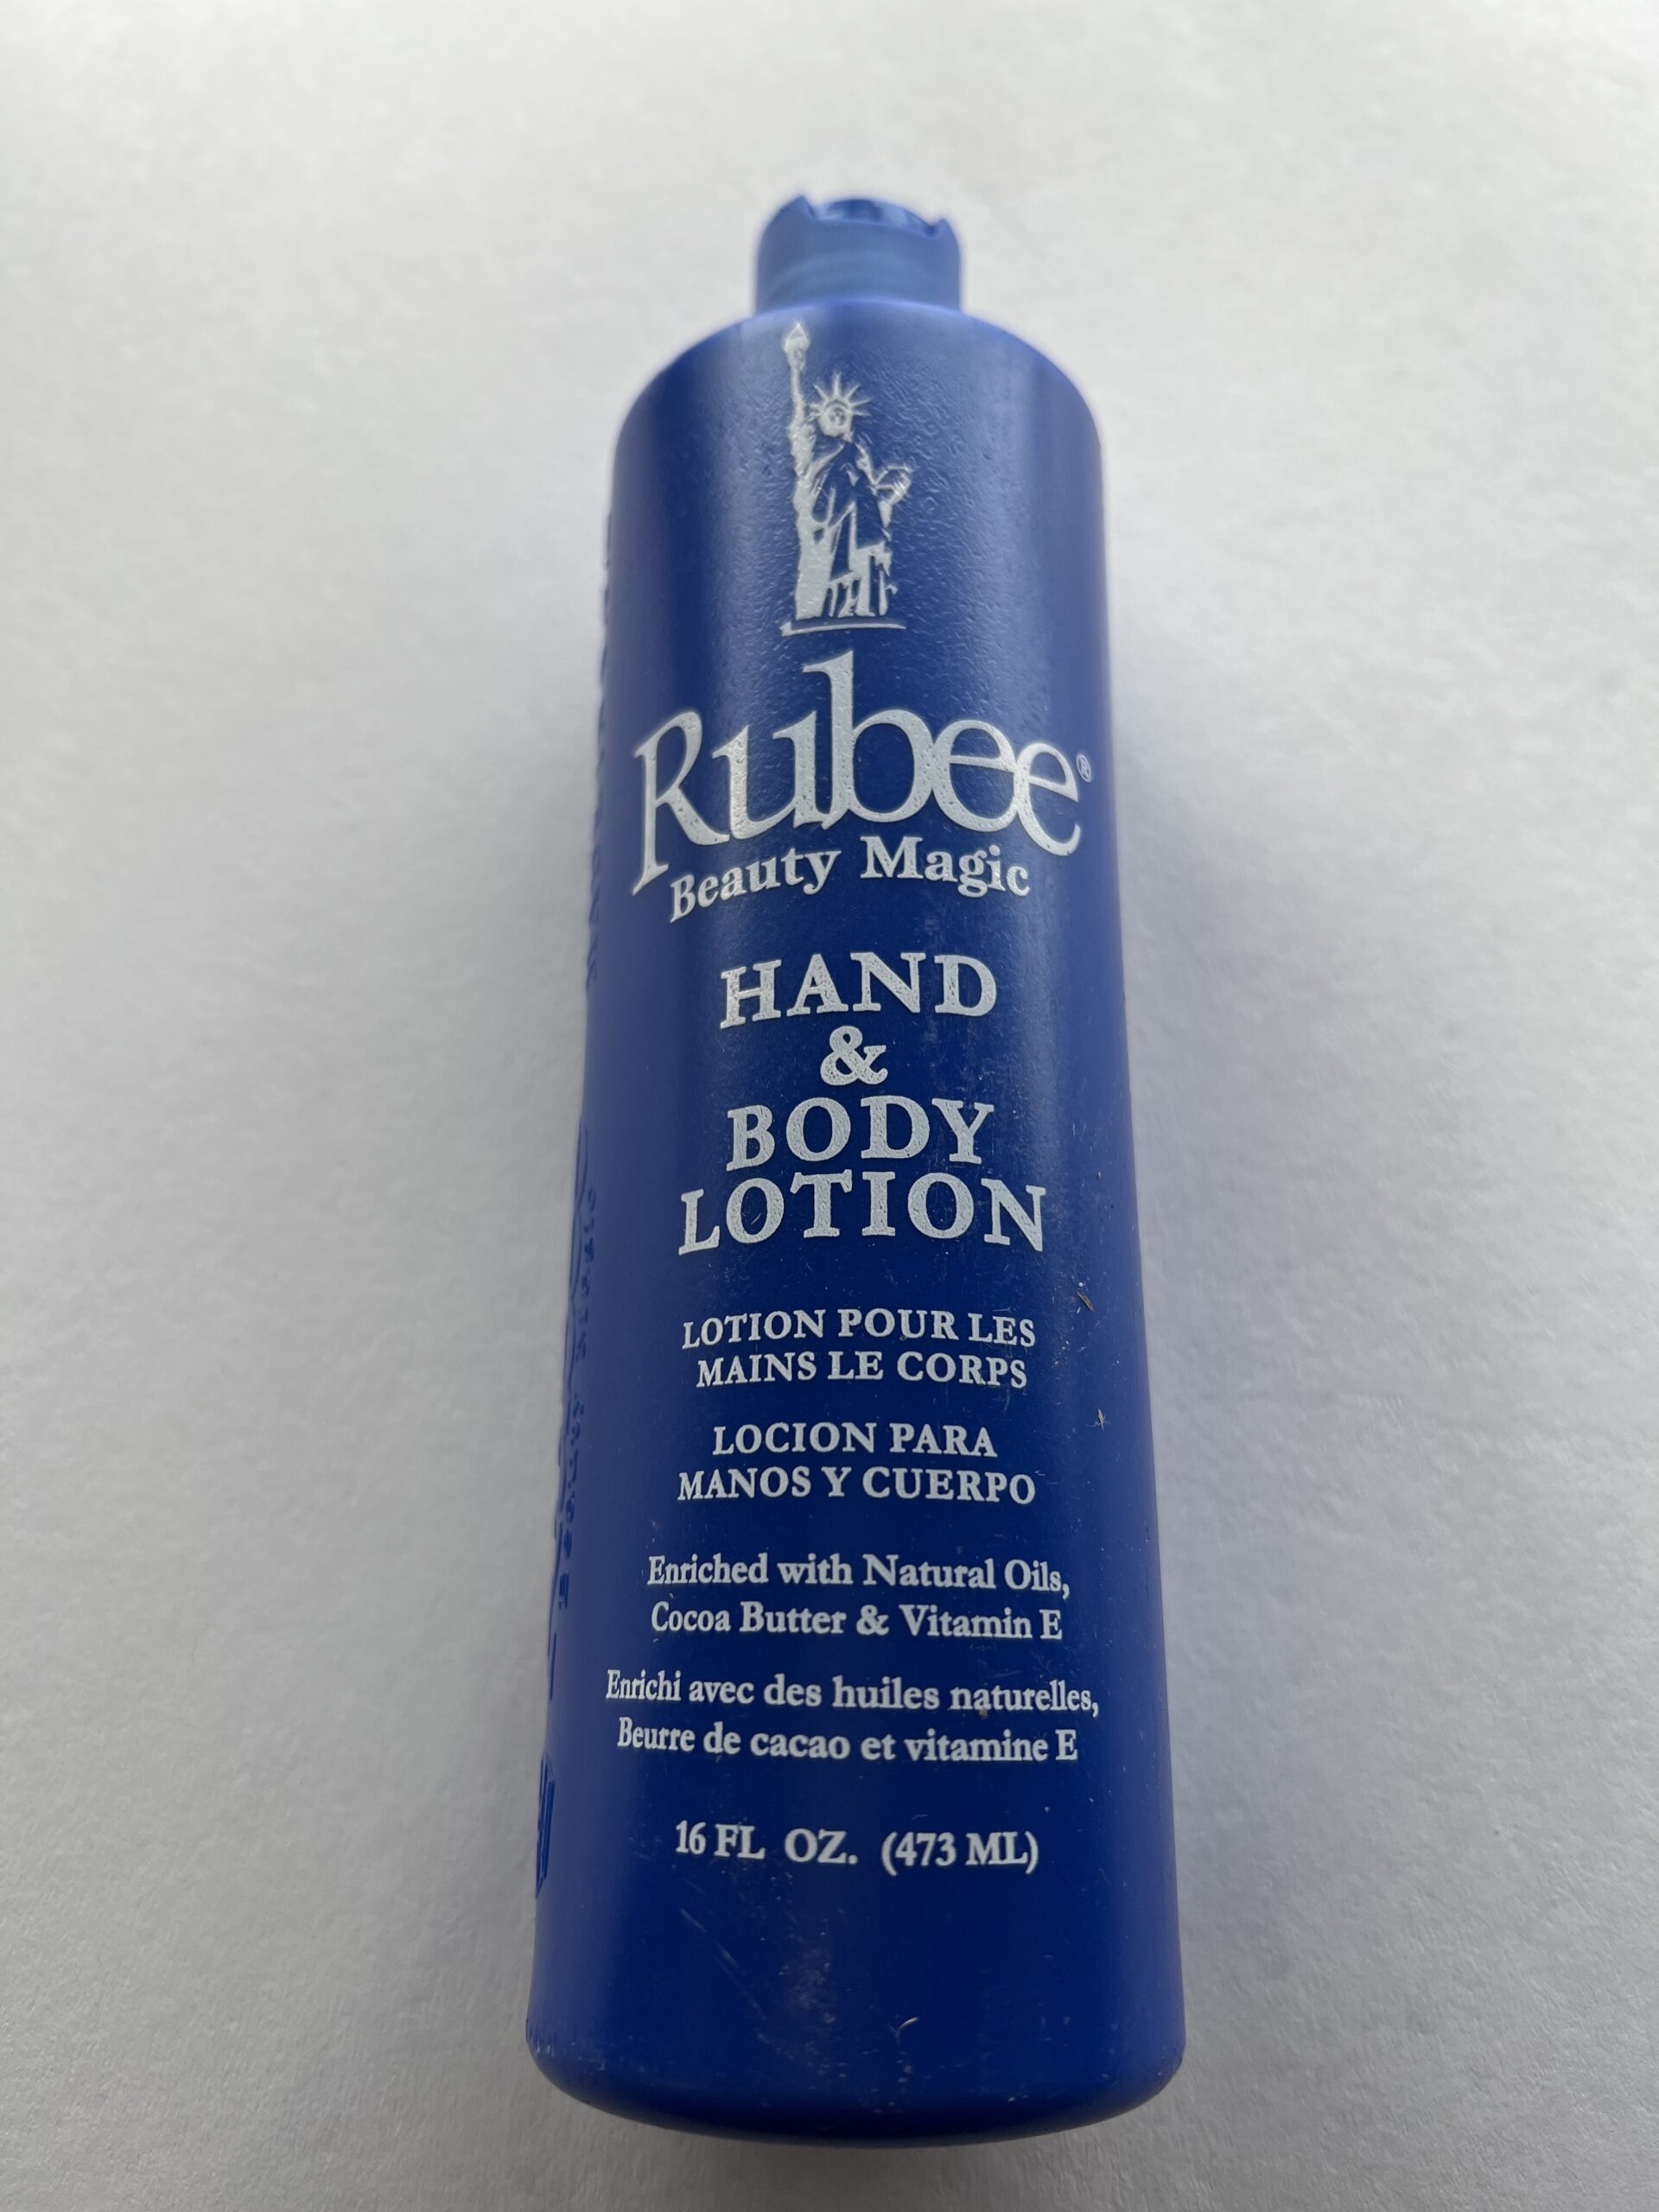 Rubee®
Beauty Magic
HAND
&
BODY
LOTION
LOTION POUR LES
MAINS LE CORPS
LOCION PARA
MANOS Y CUERPO
Enriched with Natural Oils,
Cocoa Butter & Vitamin E
Enrichi avec des huiles naturelles,
Beurre de cacao et vitamine E
16 FL OZ. (473 ML)